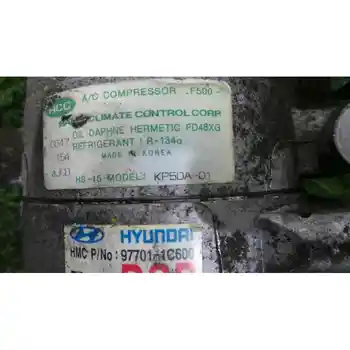 HCC A/C COMPRESSOR F500
CLIMATE CONTROL CORP.
OIL DAPHNE HERMETIC FD46XG
REFRIGERANT : R-134a
MADE IN KOREA
HS-15 MODEL: KP50A-01
HYUNDAI
HMC P/No : 97701-1C600